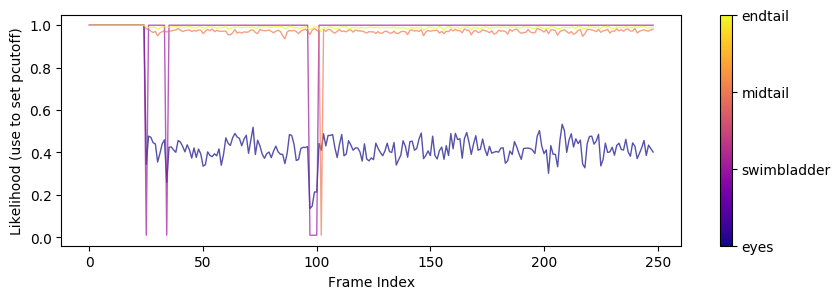 Likelihood (use to set pcutoff)
1.0
0.8
0.6
0.4
0.2
0.0
0
50
100
150
200
250
Frame Index
endtail
midtail
swimbladder
eyes